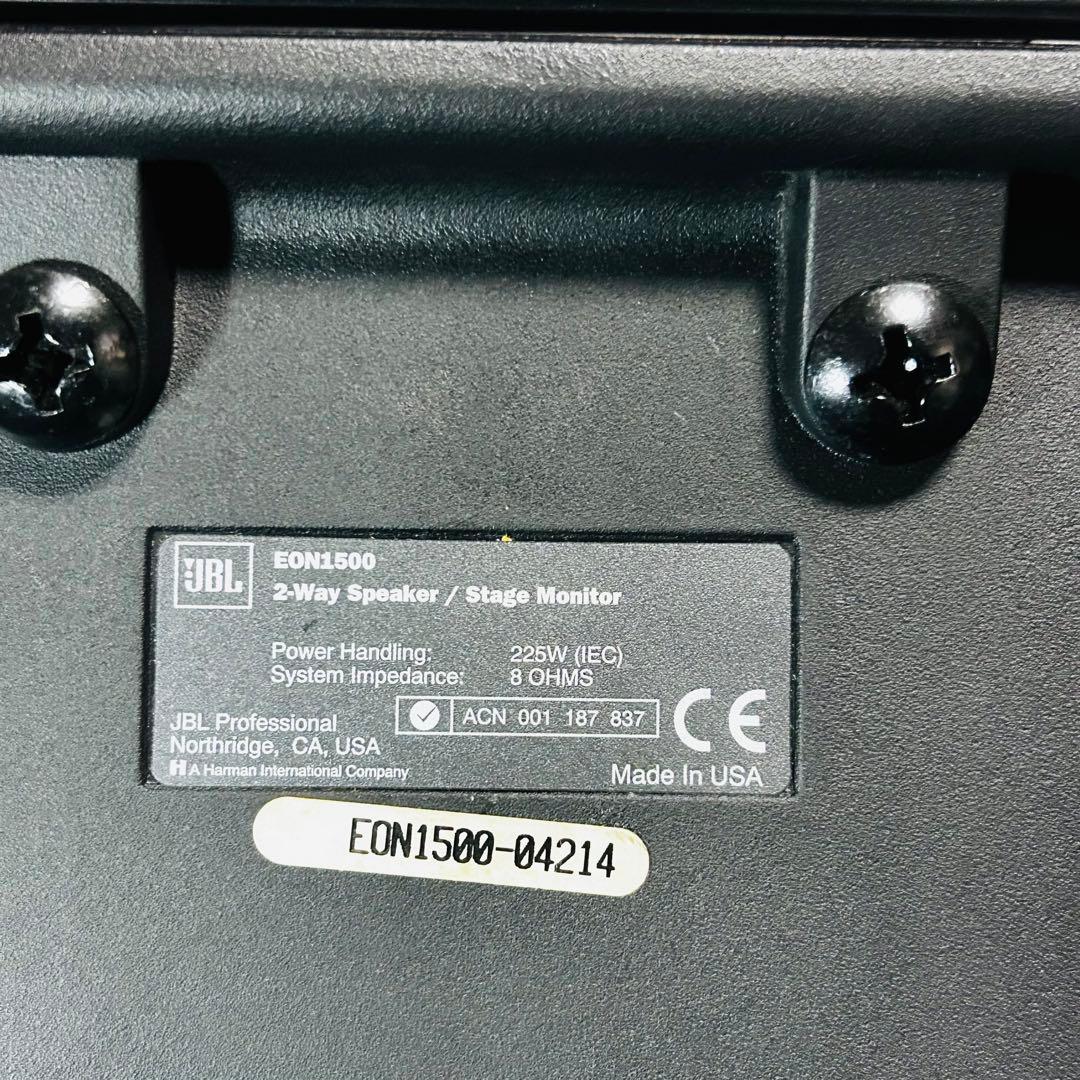 JBL
EON1500
2-Way Speaker / Stage Monitor
Power Handling: 225W (IEC)
System Impedance: 8 OHMS
ACN 001 187 837
CE
JBL Professional
Northridge, CA, USA
H A Harman International Company
Made In USA
EON1500-04214